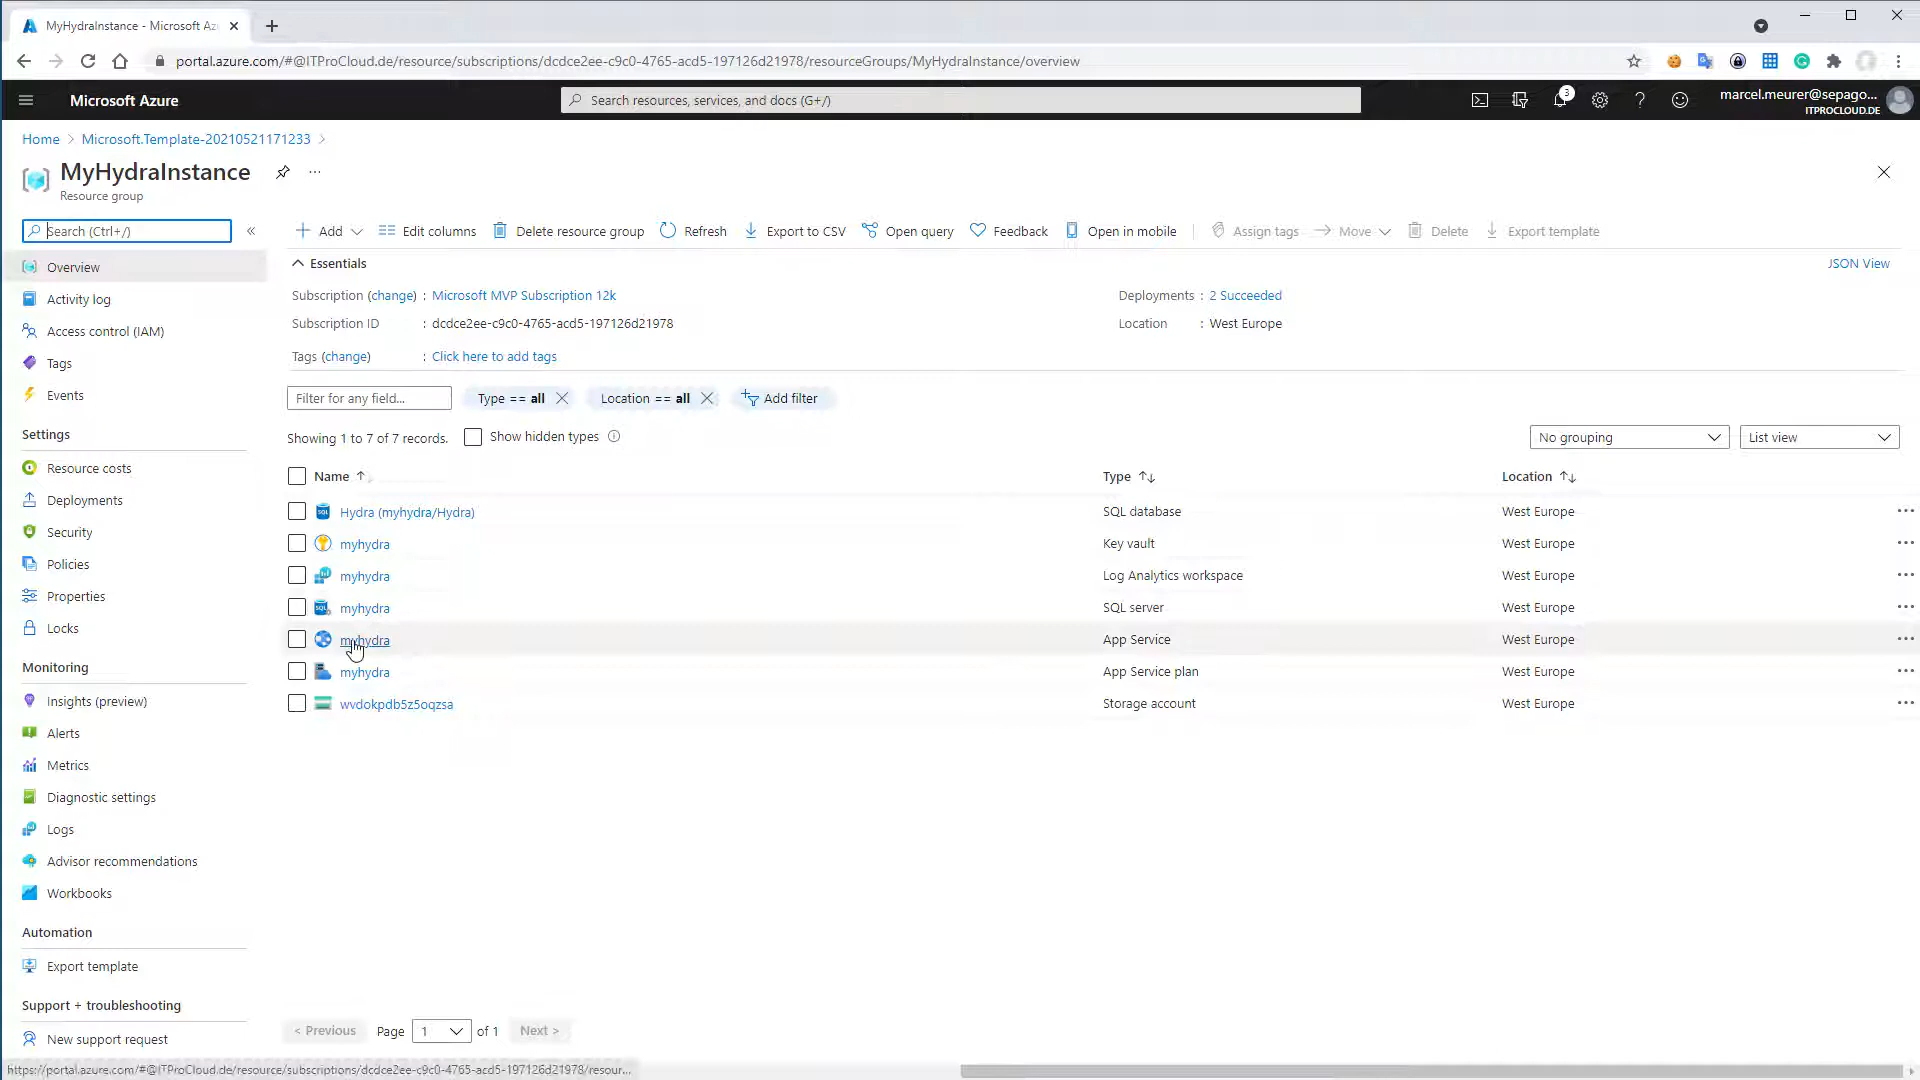 MyHydraInstance - Microsoft Az
portal.azure.com/#@ITProCloud.de/resource/subscriptions/dcdce2ee-c9c0-4765-acd5-197126d21978/resourceGroups/MyHydraInstance/overview
Microsoft Azure
Search resources, services, and docs (G+/)
3
marcel.meurer@sepago...
ITPROCLOUD.DE
Home > Microsoft.Template-20210521171233 >
MyHydraInstance
Resource group
Search (Ctrl+/)
Add
Edit columns
Delete resource group
Refresh
Export to CSV
Open query
Feedback
Open in mobile
Assign tags
Move
Delete
Export template
Overview
Activity log
Access control (IAM)
Tags
Events
Settings
Resource costs
Deployments
Security
Policies
Properties
Locks
Monitoring
Insights (preview)
Alerts
Metrics
Diagnostic settings
Logs
Advisor recommendations
Workbooks
Automation
Export template
Support + troubleshooting
New support request
Essentials
JSON View
Subscription (change) : Microsoft MVP Subscription 12k
Deployments : 2 Succeeded
Subscription ID : dcdce2ee-c9c0-4765-acd5-197126d21978
Location : West Europe
Tags (change) : Click here to add tags
Filter for any field...
Type == all
Location == all
Add filter
Showing 1 to 7 of 7 records.
Show hidden types
No grouping
List view
Name Type Location
Hydra (myhydra/Hydra) SQL database West Europe
myhydra Key vault West Europe
myhydra Log Analytics workspace West Europe
myhydra SQL server West Europe
myhydra App Service West Europe
myhydra App Service plan West Europe
wvdokpdb5z5oqzsa Storage account West Europe
< Previous Page 1 of 1 Next >
https://portal.azure.com/#@ITProCloud.de/resource/subscriptions/dcdce2ee-c9c0-4765-acd5-197126d21978/resour...